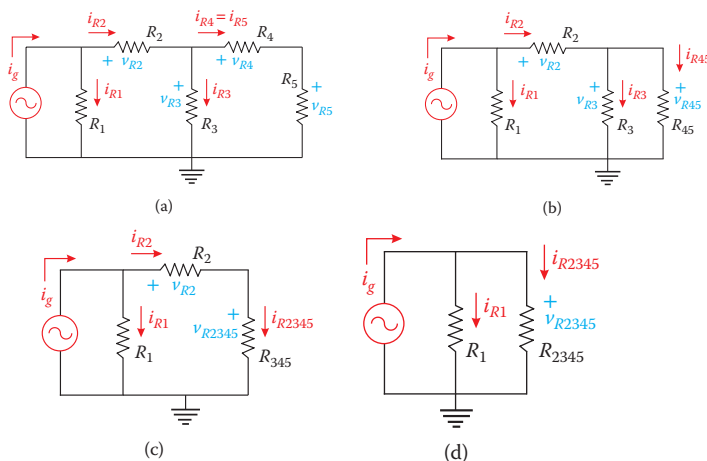 i_g
i_R2
R_2
i_R4 = i_R5
R_4
+ v_R2
+ v_R4
i_R1
R_1
+
v_R3
i_R3
R_3
R_5 +
v_R5
(a)
i_g
i_R2
R_2
+ v_R2
i_R45
i_R1
R_1
+
v_R3
i_R3
R_3
+
v_R45
R_45
(b)
i_g
i_R2
R_2
+ v_R2
i_R1
R_1
+
v_R2345
i_R2345
R_345
(c)
i_g
i_R2345
i_R1
R_1
+
v_R2345
R_2345
(d)